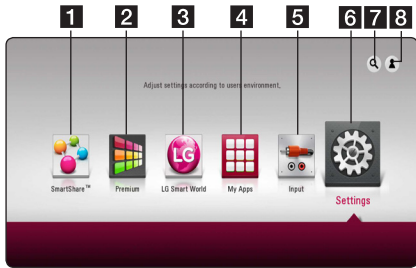 1 2 3 4 5 6 7 8
Adjust settings according to users environment.
LG
SmartShare™ Premium LG Smart World My Apps Input Settings